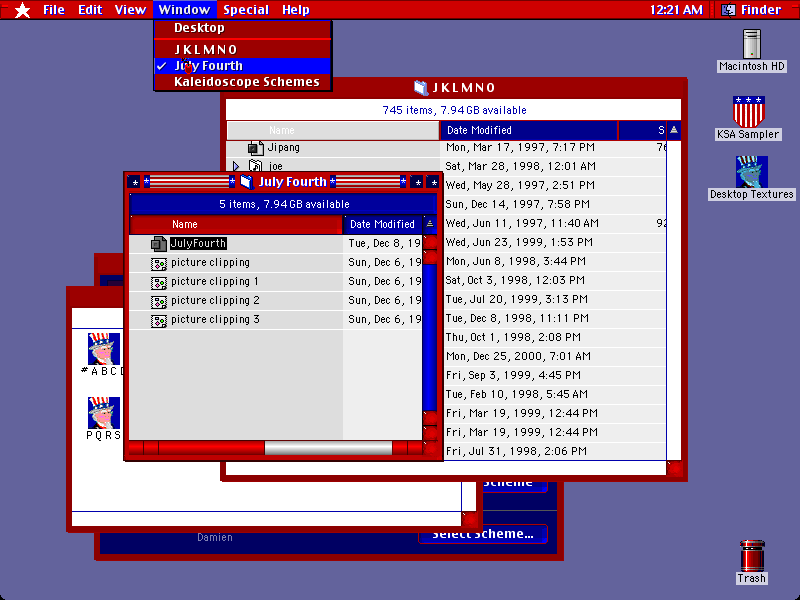 File Edit View Window Special Help 12:21 AM Finder
Desktop
JKLMNO
July Fourth
Kaleidoscope Schemes
Macintosh HD
KSA Sampler
Desktop Textures
Trash
JKLMNO
745 items, 7.94 GB available
Name Date Modified S
Jipang Mon, Mar 17, 1997, 7:17 PM 76
joe Sat, Mar 28, 1998, 12:01 AM
Wed, May 28, 1997, 2:51 PM
Sun, Dec 14, 1997, 7:58 PM
Wed, Jun 11, 1997, 11:40 AM 92
Wed, Jun 23, 1999, 1:53 PM
Mon, Jun 8, 1998, 3:44 PM
Sat, Oct 3, 1998, 12:03 PM
Tue, Jul 20, 1999, 3:13 PM
Tue, Dec 8, 1998, 11:11 PM
Thu, Oct 1, 1998, 2:08 PM
Mon, Dec 25, 2000, 7:01 AM
Fri, Sep 3, 1999, 4:45 PM
Tue, Feb 10, 1998, 5:45 AM
Fri, Mar 19, 1999, 12:44 PM
Fri, Mar 19, 1999, 12:44 PM
Fri, Jul 31, 1998, 2:06 PM
July Fourth
5 items, 7.94 GB available
Name Date Modified
JulyFourth Tue, Dec 8, 19
picture clipping Sun, Dec 6, 19
picture clipping 1 Sun, Dec 6, 19
picture clipping 2 Sun, Dec 6, 19
picture clipping 3 Sun, Dec 6, 19
#ABCD
PQRS
Scheme
Damien
Select Scheme...